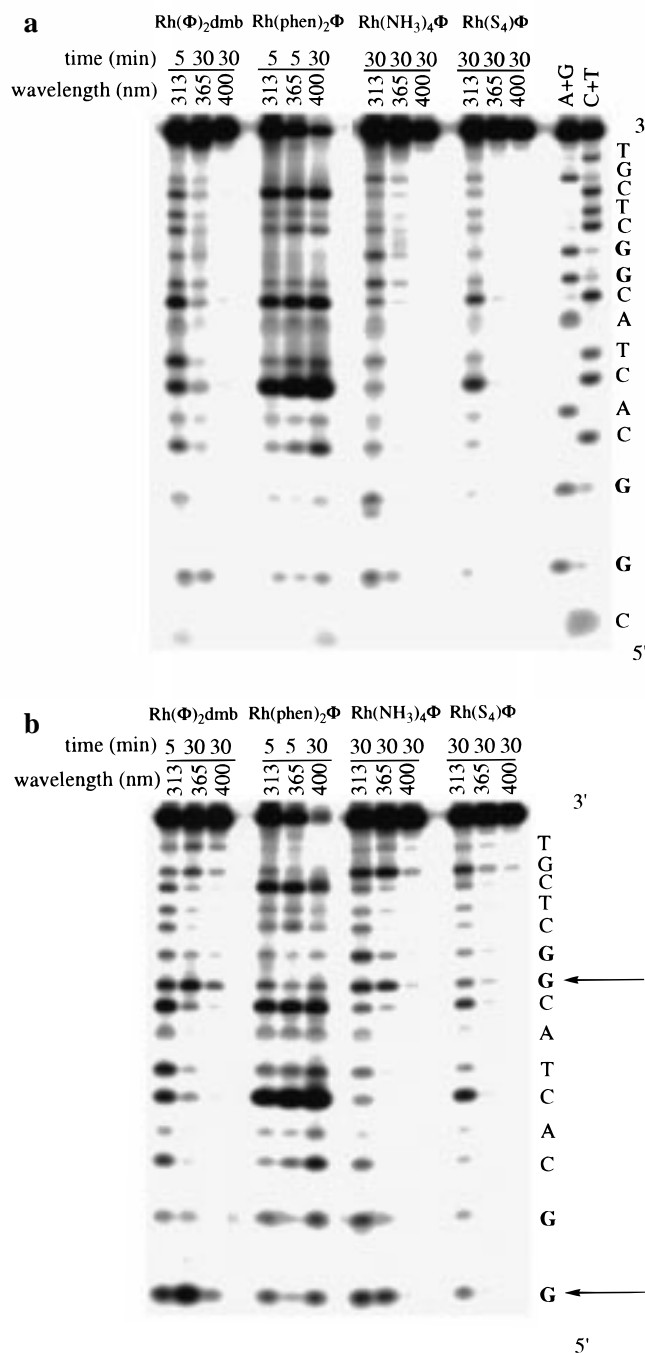 a
Rh(Φ)₂dmb Rh(phen)₂Φ Rh(NH₃)₄Φ Rh(S₄)Φ
time (min) 5 30 30 5 5 30 30 30 30 30 30 30
wavelength (nm) 313 365 400 313 365 400 313 365 400 313 365 400 A+G C+T
3
T
G
C
T
C
G
G
C
A
T
C
A
C
G
G
C
5'
b
Rh(Φ)₂dmb Rh(phen)₂Φ Rh(NH₃)₄Φ Rh(S₄)Φ
time (min) 5 30 30 5 5 30 30 30 30 30 30 30
wavelength (nm) 313 365 400 313 365 400 313 365 400 313 365 400
3'
T
G
C
T
C
G
G
C
A
T
C
A
C
G
G
5'